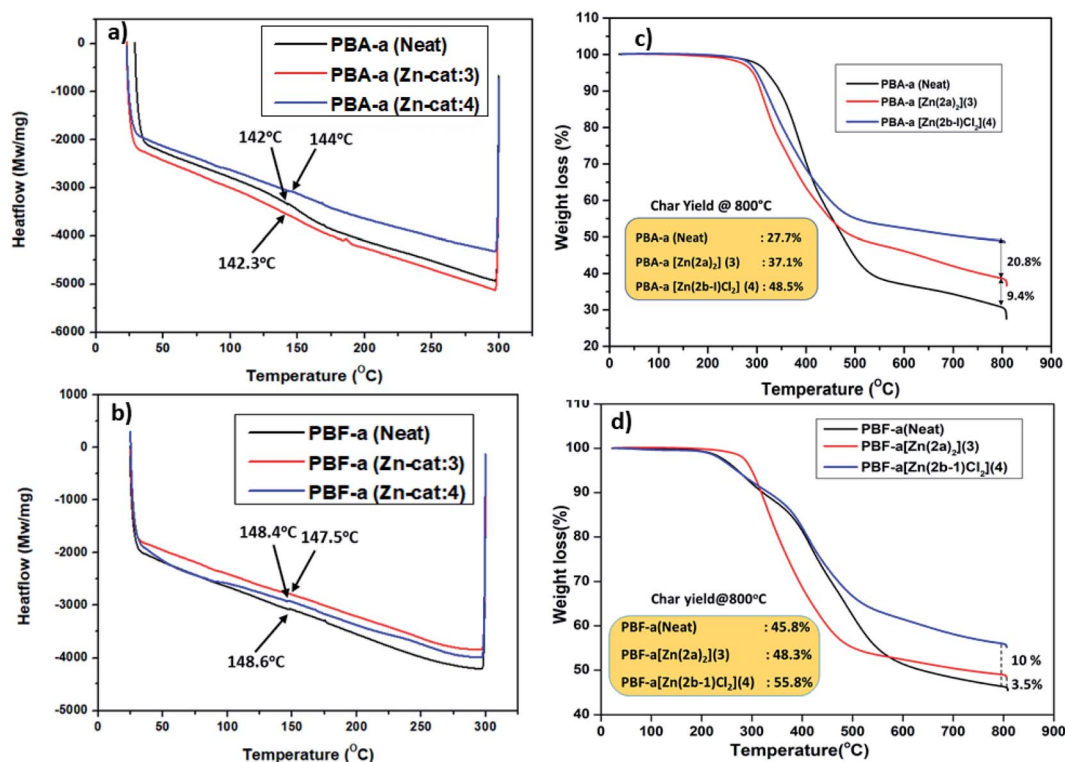 a)
PBA-a (Neat)
PBA-a (Zn-cat:3)
PBA-a (Zn-cat:4)
142°C
144°C
142.3°C
0
-1000
-2000
-3000
-4000
-5000
-6000
Heatflow (Mw/mg)
0 50 100 150 200 250 300
Temperature (°C)
c)
PBA-a (Neat)
PBA-a [Zn(2a)₂](3)
PBA-a [Zn(2b-I)Cl₂](4)
Char Yield @ 800°C
PBA-a (Neat) : 27.7%
PBA-a [Zn(2a)₂] (3) : 37.1%
PBA-a [Zn(2b-I)Cl₂] (4) : 48.5%
20.8%
9.4%
100
90
80
70
60
50
40
30
20
Weight loss (%)
0 100 200 300 400 500 600 700 800 900
Temperature (°C)
b)
PBF-a (Neat)
PBF-a (Zn-cat:3)
PBF-a (Zn-cat:4)
148.4°C
147.5°C
148.6°C
1000
0
-1000
-2000
-3000
-4000
-5000
Heatflow (Mw/mg)
0 50 100 150 200 250 300
Temperature (°C)
d)
PBF-a(Neat)
PBF-a[Zn(2a)₂](3)
PBF-a[Zn(2b-1)Cl₂](4)
Char yield@800°C
PBF-a(Neat) : 45.8%
PBF-a[Zn(2a)₂](3) : 48.3%
PBF-a[Zn(2b-1)Cl₂](4) : 55.8%
10 %
3.5%
110
100
90
80
70
60
50
40
Weight loss(%)
0 100 200 300 400 500 600 700 800 900
Temperature(°C)